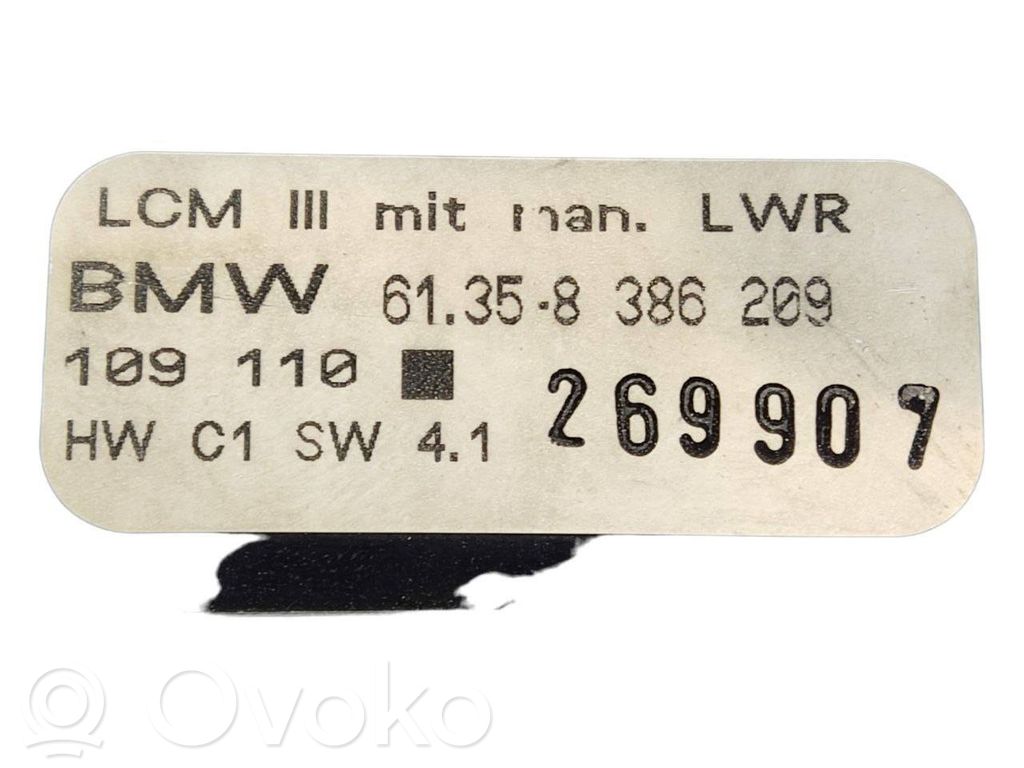 LCM III mit man. LWR
BMW 61.35-8 386 209
109 110 269907
HW C1 SW 4.1
Ovoko